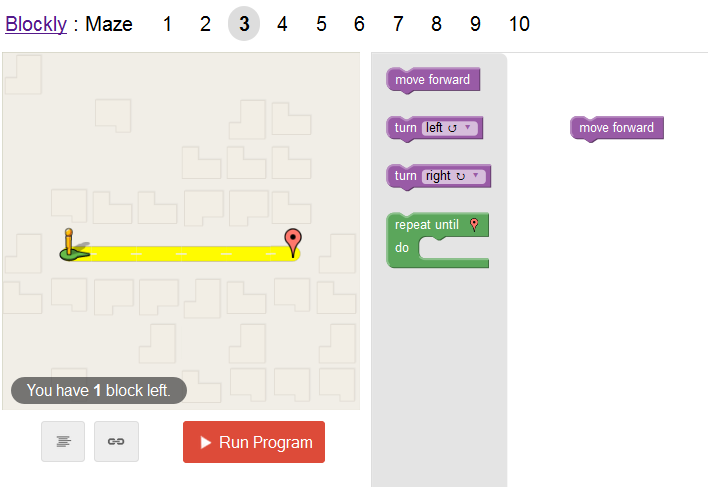 Blockly : Maze 1 2 3 4 5 6 7 8 9 10
move forward
turn left ↺ ▼
turn right ↻ ▼
repeat until
do
move forward
You have 1 block left.
Run Program